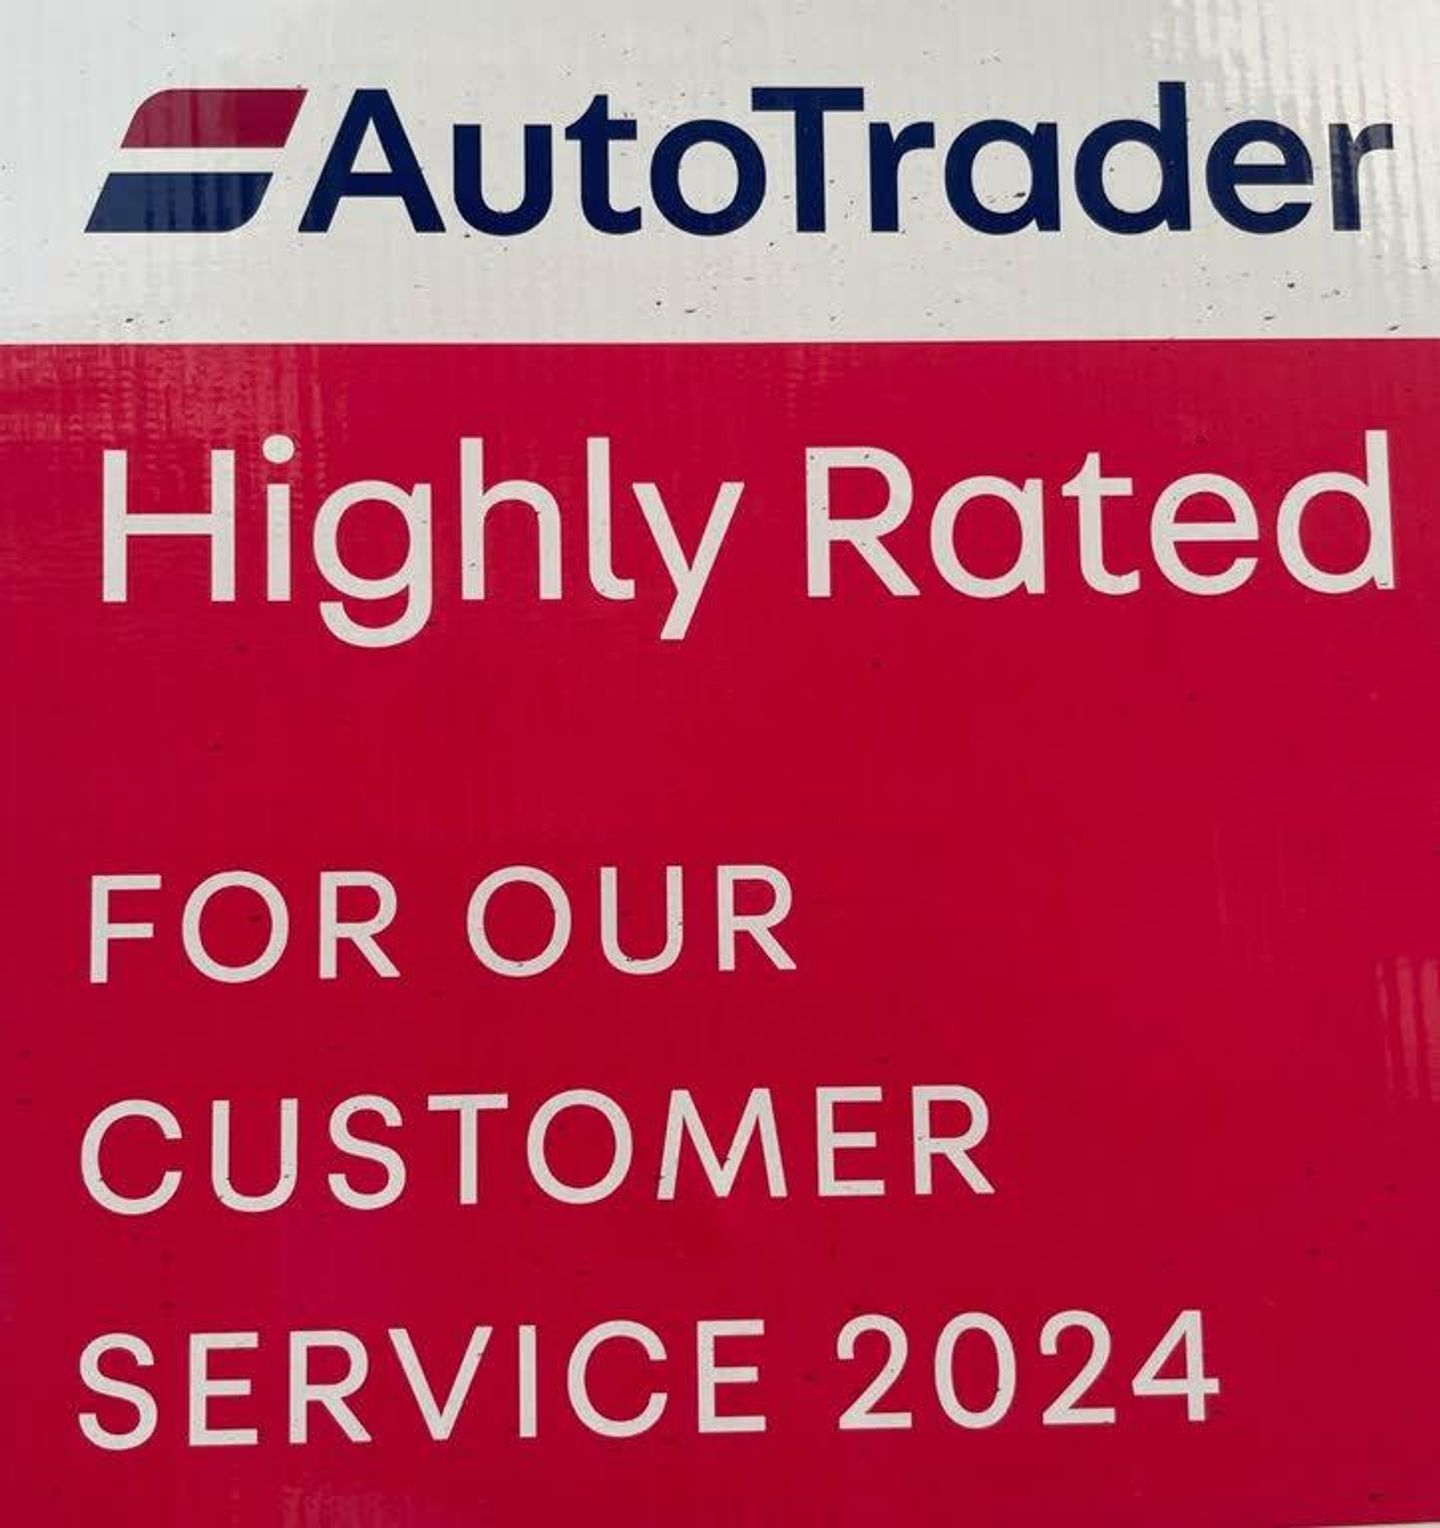 AutoTrader
Highly Rated
FOR OUR
CUSTOMER
SERVICE 2024